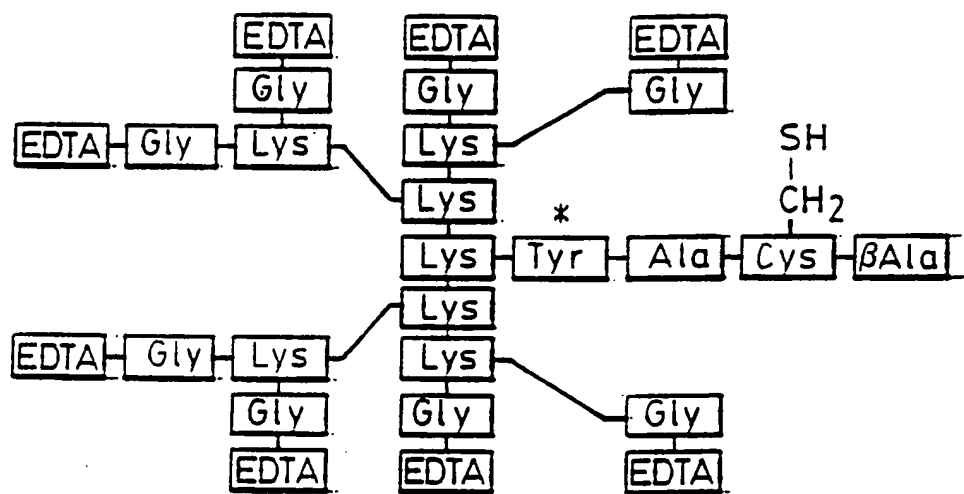 EDTA EDTA EDTA
Gly Gly Gly
EDTA Gly Lys Lys SH
Lys * CH2
Lys Tyr Ala Cys βAla
Lys
EDTA Gly Lys Lys
Gly Gly Gly
EDTA EDTA EDTA